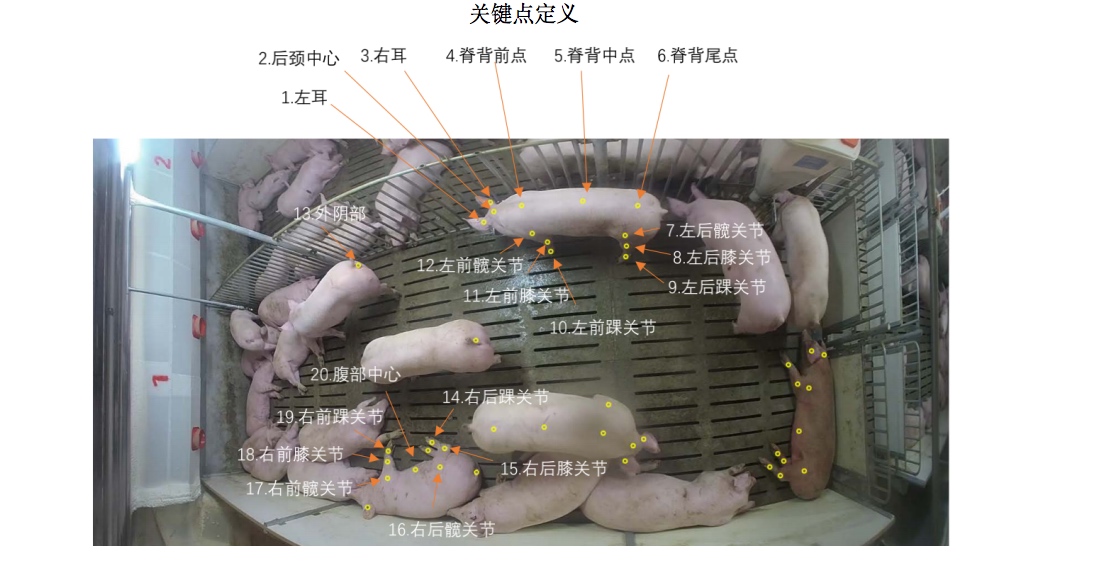 关键点定义
2.后颈中心
3.右耳
4.脊背前点
5.脊背中点
6.脊背尾点
1.左耳
2
13.外阴部
7.左后髋关节
8.左后膝关节
9.左后踝关节
12.左前髋关节
11.左前膝关节
10.左前踝关节
1
20.腹部中心
14.右后踝关节
19.右前踝关节
18.右前膝关节
15.右后膝关节
17.右前髋关节
16.右后髋关节